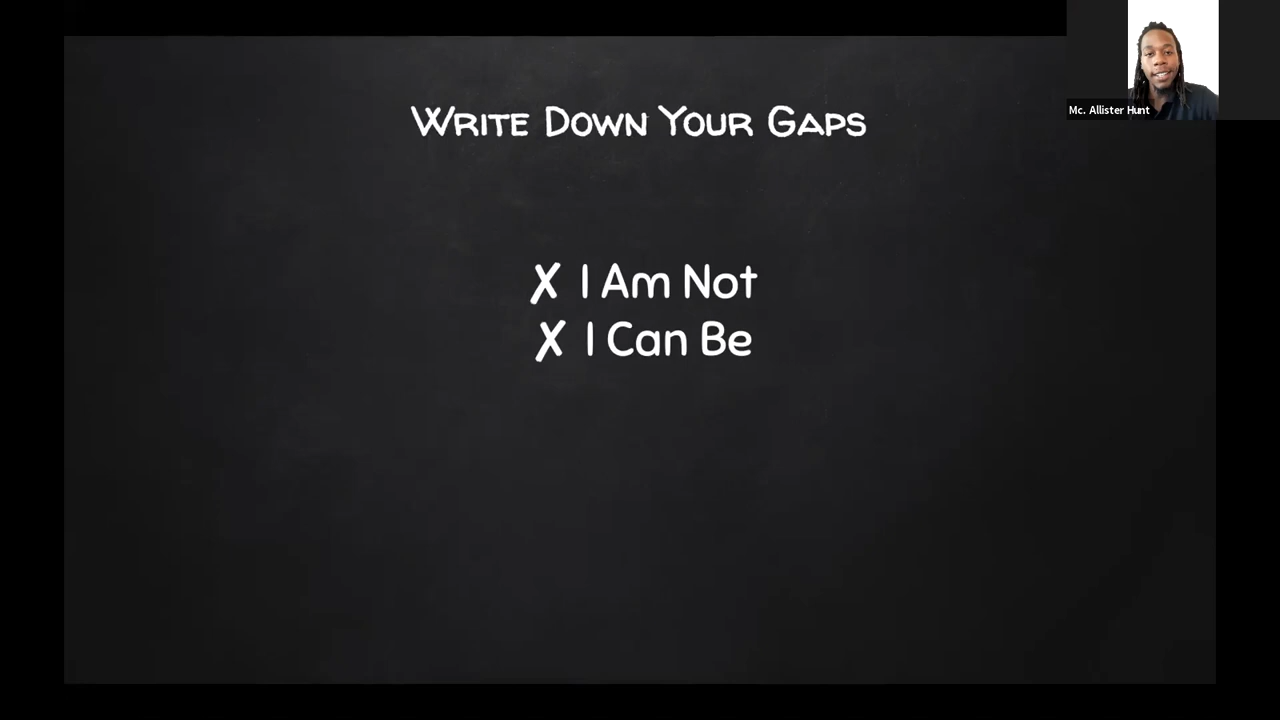 Write Down Your Gaps
Mc. Allister Hunt
✗ I Am Not
✗ I Can Be